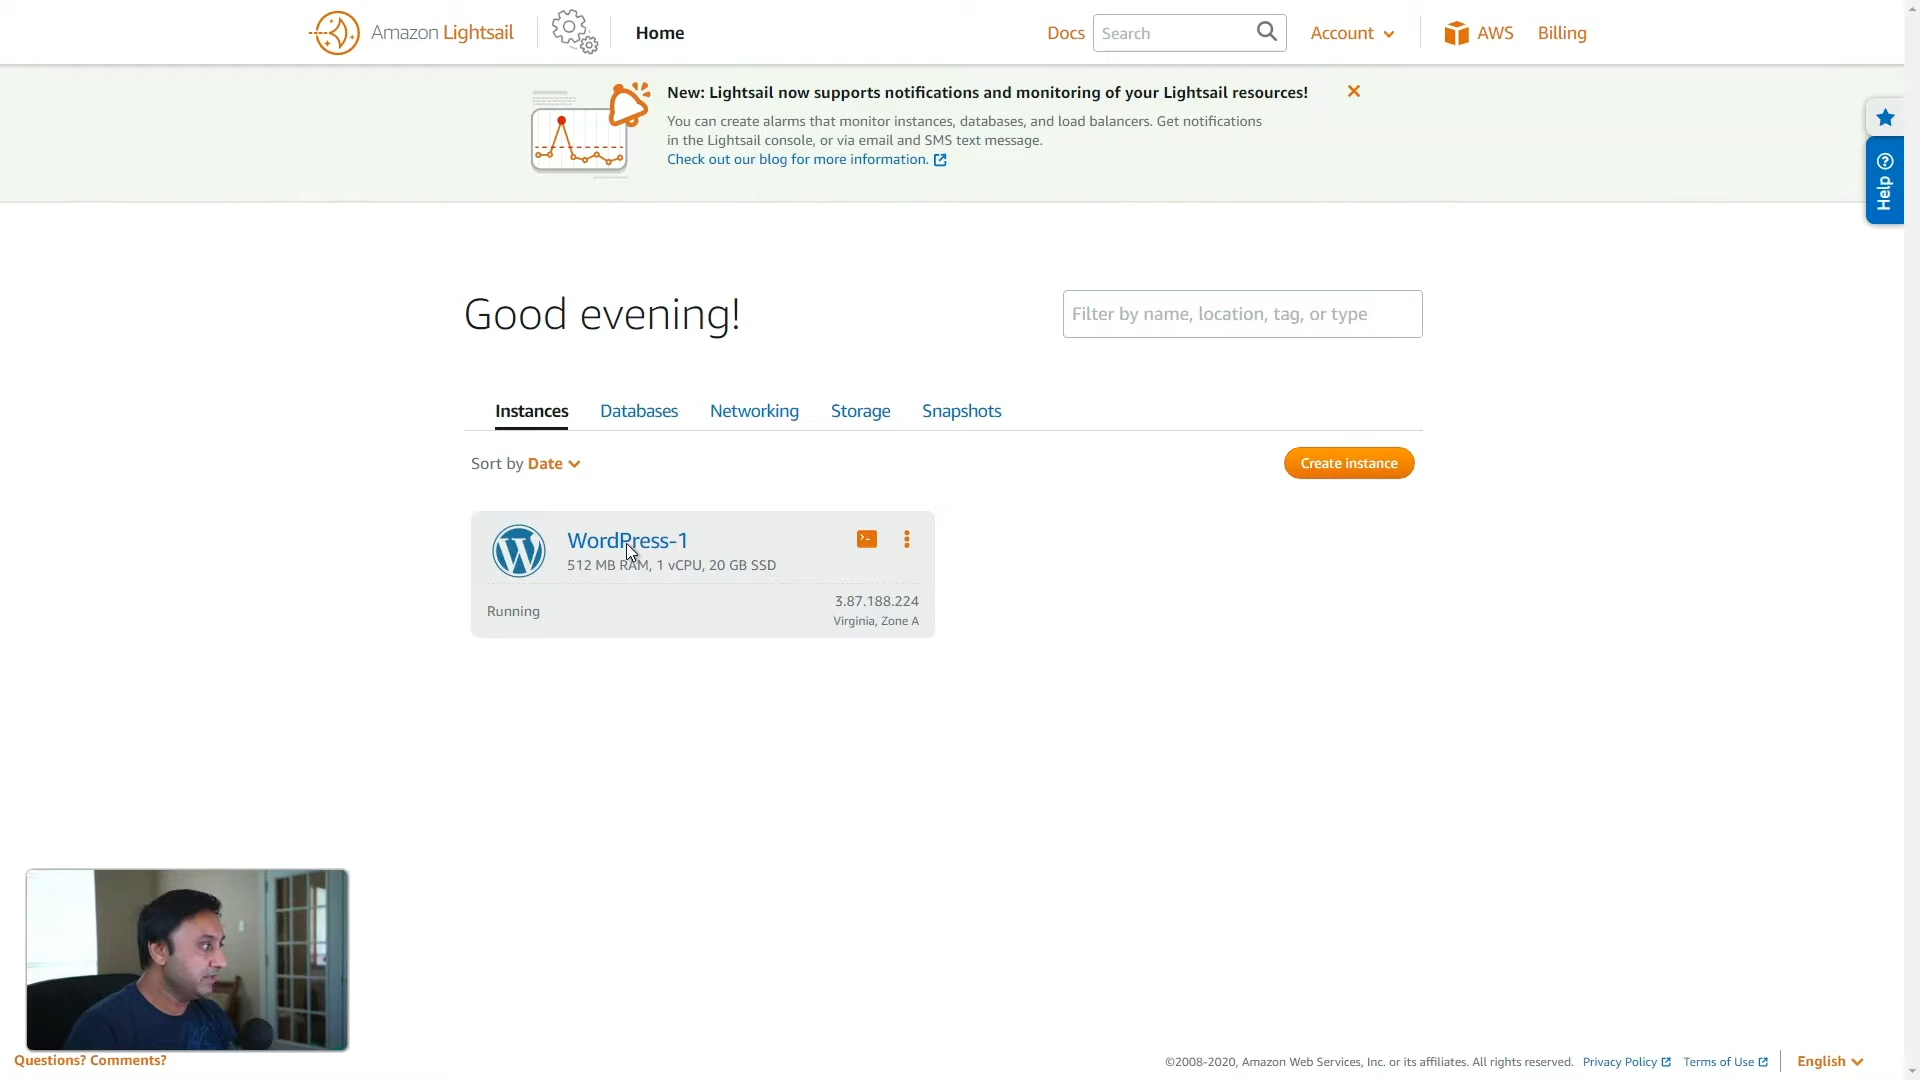 Amazon Lightsail
Home
Docs
Search
Account
AWS
Billing
New: Lightsail now supports notifications and monitoring of your Lightsail resources!
You can create alarms that monitor instances, databases, and load balancers. Get notifications
in the Lightsail console, or via email and SMS text message.
Check out our blog for more information.
Help
Good evening!
Filter by name, location, tag, or type
Instances
Databases
Networking
Storage
Snapshots
Sort by Date
Create instance
WordPress-1
512 MB RAM, 1 vCPU, 20 GB SSD
Running
3.87.188.224
Virginia, Zone A
Questions? Comments?
©2008-2020, Amazon Web Services, Inc. or its affiliates. All rights reserved.
Privacy Policy
Terms of Use
English